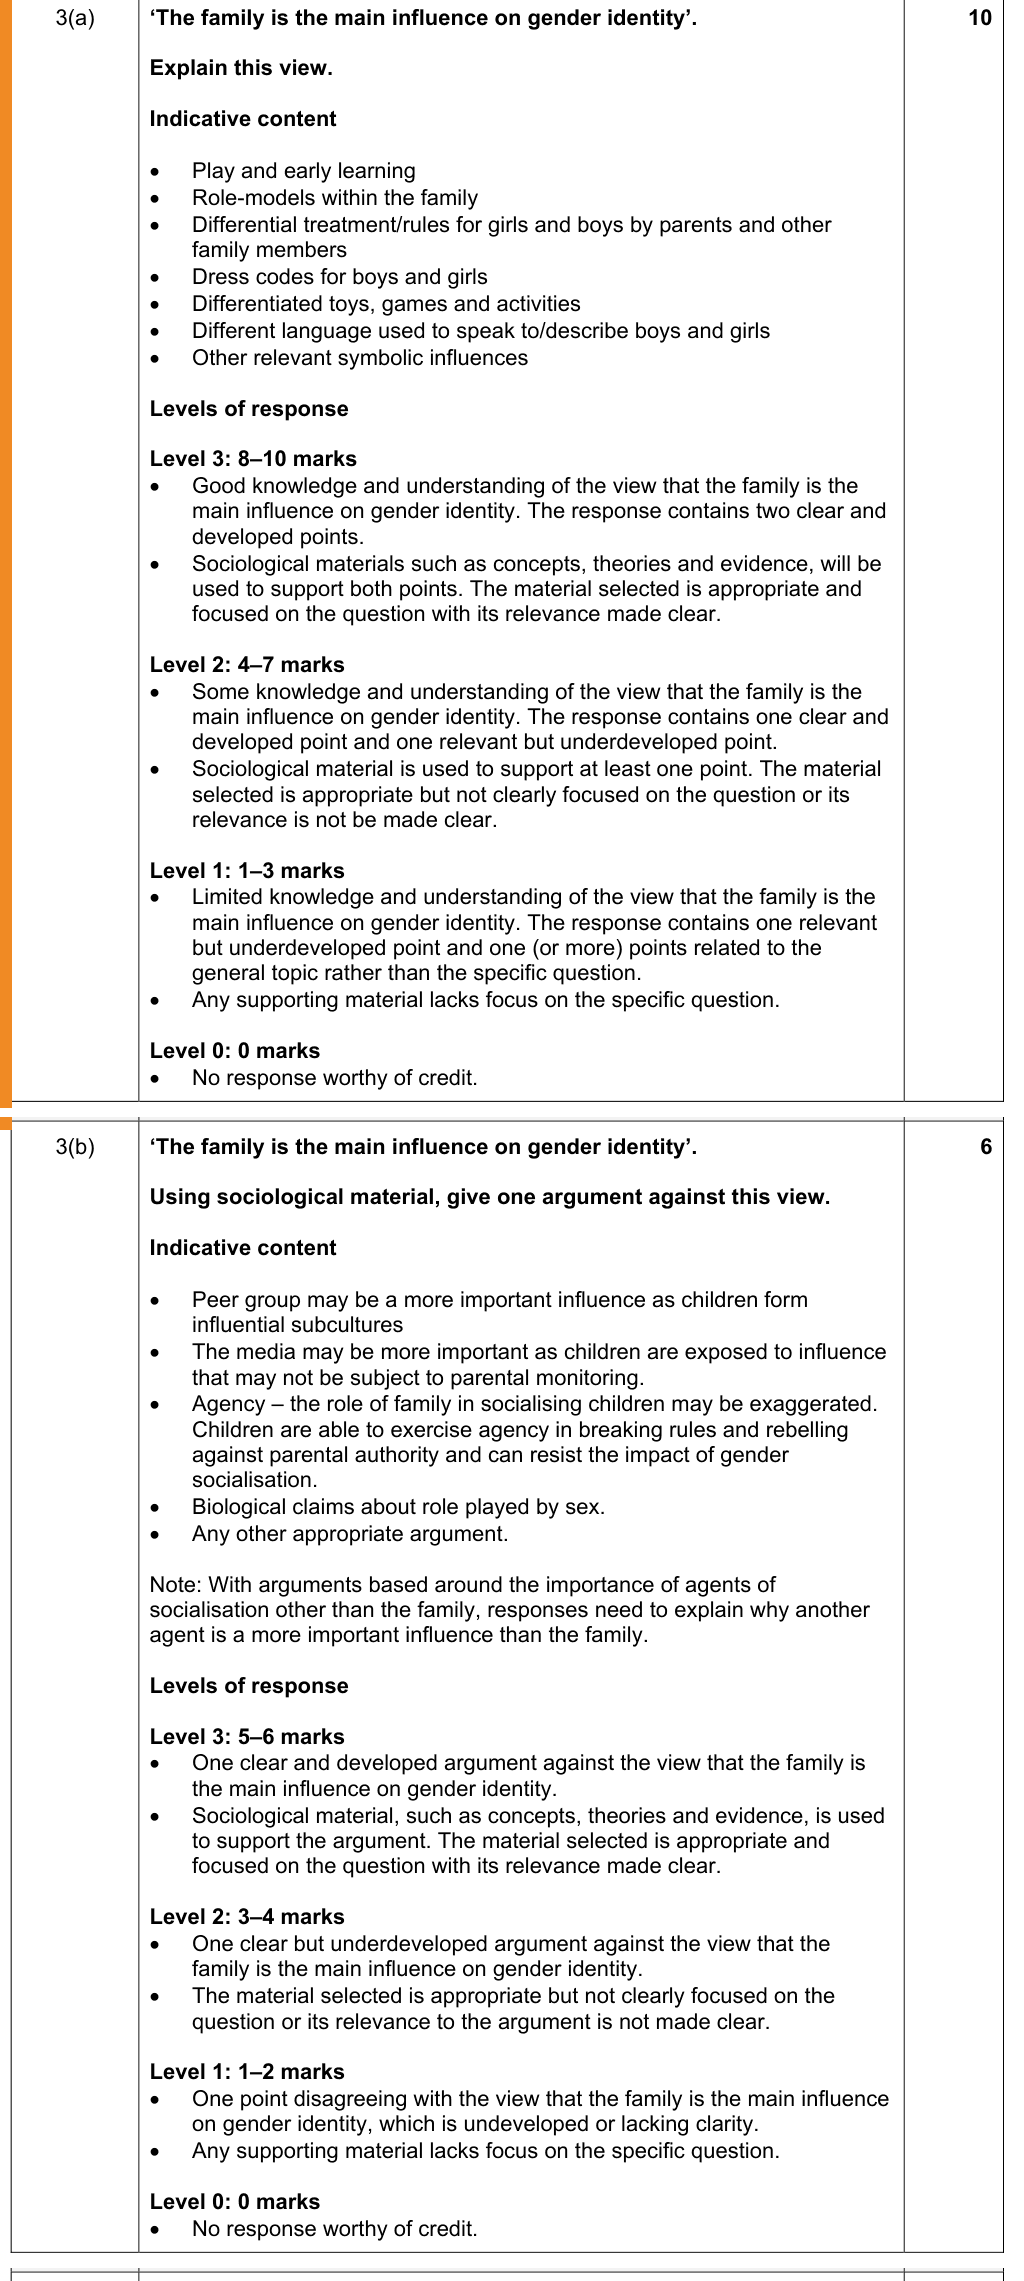 3(a) ‘The family is the main influence on gender identity’. 10
Explain this view.
Indicative content
• Play and early learning
• Role-models within the family
• Differential treatment/rules for girls and boys by parents and other
family members
• Dress codes for boys and girls
• Differentiated toys, games and activities
• Different language used to speak to/describe boys and girls
• Other relevant symbolic influences
Levels of response
Level 3: 8–10 marks
• Good knowledge and understanding of the view that the family is the
main influence on gender identity. The response contains two clear and
developed points.
• Sociological materials such as concepts, theories and evidence, will be
used to support both points. The material selected is appropriate and
focused on the question with its relevance made clear.
Level 2: 4–7 marks
• Some knowledge and understanding of the view that the family is the
main influence on gender identity. The response contains one clear and
developed point and one relevant but underdeveloped point.
• Sociological material is used to support at least one point. The material
selected is appropriate but not clearly focused on the question or its
relevance is not be made clear.
Level 1: 1–3 marks
• Limited knowledge and understanding of the view that the family is the
main influence on gender identity. The response contains one relevant
but underdeveloped point and one (or more) points related to the
general topic rather than the specific question.
• Any supporting material lacks focus on the specific question.
Level 0: 0 marks
• No response worthy of credit.
3(b) ‘The family is the main influence on gender identity’. 6
Using sociological material, give one argument against this view.
Indicative content
• Peer group may be a more important influence as children form
influential subcultures
• The media may be more important as children are exposed to influence
that may not be subject to parental monitoring.
• Agency – the role of family in socialising children may be exaggerated.
Children are able to exercise agency in breaking rules and rebelling
against parental authority and can resist the impact of gender
socialisation.
• Biological claims about role played by sex.
• Any other appropriate argument.
Note: With arguments based around the importance of agents of
socialisation other than the family, responses need to explain why another
agent is a more important influence than the family.
Levels of response
Level 3: 5–6 marks
• One clear and developed argument against the view that the family is
the main influence on gender identity.
• Sociological material, such as concepts, theories and evidence, is used
to support the argument. The material selected is appropriate and
focused on the question with its relevance made clear.
Level 2: 3–4 marks
• One clear but underdeveloped argument against the view that the
family is the main influence on gender identity.
• The material selected is appropriate but not clearly focused on the
question or its relevance to the argument is not made clear.
Level 1: 1–2 marks
• One point disagreeing with the view that the family is the main influence
on gender identity, which is undeveloped or lacking clarity.
• Any supporting material lacks focus on the specific question.
Level 0: 0 marks
• No response worthy of credit.